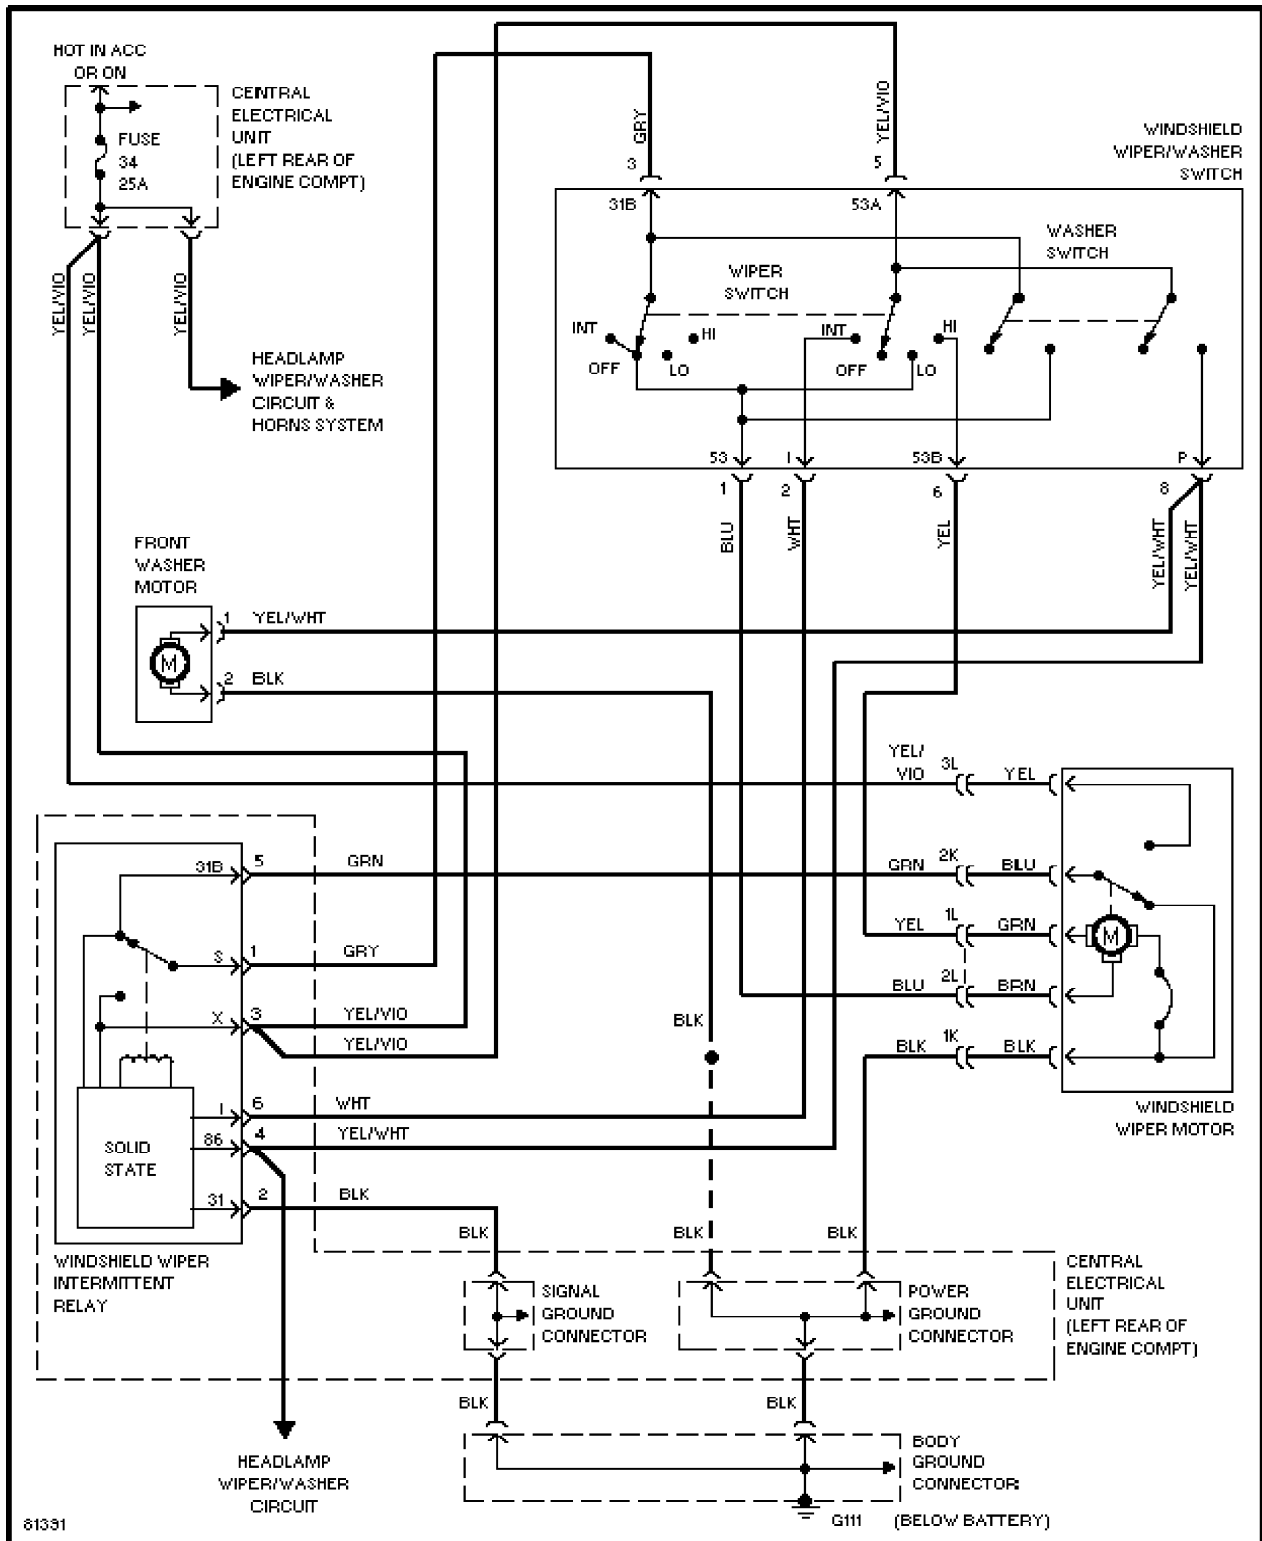 HOT IN ACC
OR ON
CENTRAL
ELECTRICAL
UNIT
(LEFT REAR OF
ENGINE COMPT)
FUSE
34
25A
YEL/VIO
YEL/VIO
YEL/VIO
HEADLAMP
WIPER/WASHER
CIRCUIT &
HORNS SYSTEM
GRY
3
YEL/VIO
5
WINDSHIELD
WIPER/WASHER
SWITCH
31B
53A
WASHER
SWITCH
WIPER
SWITCH
INT
OFF
LO
HI
INT
OFF
LO
HI
53
I
53B
P
1
2
6
8
BLU
WHT
YEL
YEL/WHT
YEL/WHT
FRONT
WASHER
MOTOR
M
1 YEL/WHT
2 BLK
YEL/
VIO
3L
YEL
GRN
2K
BLU
YEL
1L
GRN
BLU
2L
BRN
BLK
1K
BLK
M
WINDSHIELD
WIPER MOTOR
31B
5
GRN
S
1
GRY
X
3
YEL/VIO
YEL/VIO
BLK
I
6
WHT
86
4
YEL/WHT
31
2
BLK
SOLID
STATE
WINDSHIELD WIPER
INTERMITTENT
RELAY
BLK
BLK
BLK
SIGNAL
GROUND
CONNECTOR
POWER
GROUND
CONNECTOR
CENTRAL
ELECTRICAL
UNIT
(LEFT REAR OF
ENGINE COMPT)
BLK
BLK
BODY
GROUND
CONNECTOR
HEADLAMP
WIPER/WASHER
CIRCUIT
G111
(BELOW BATTERY)
81391